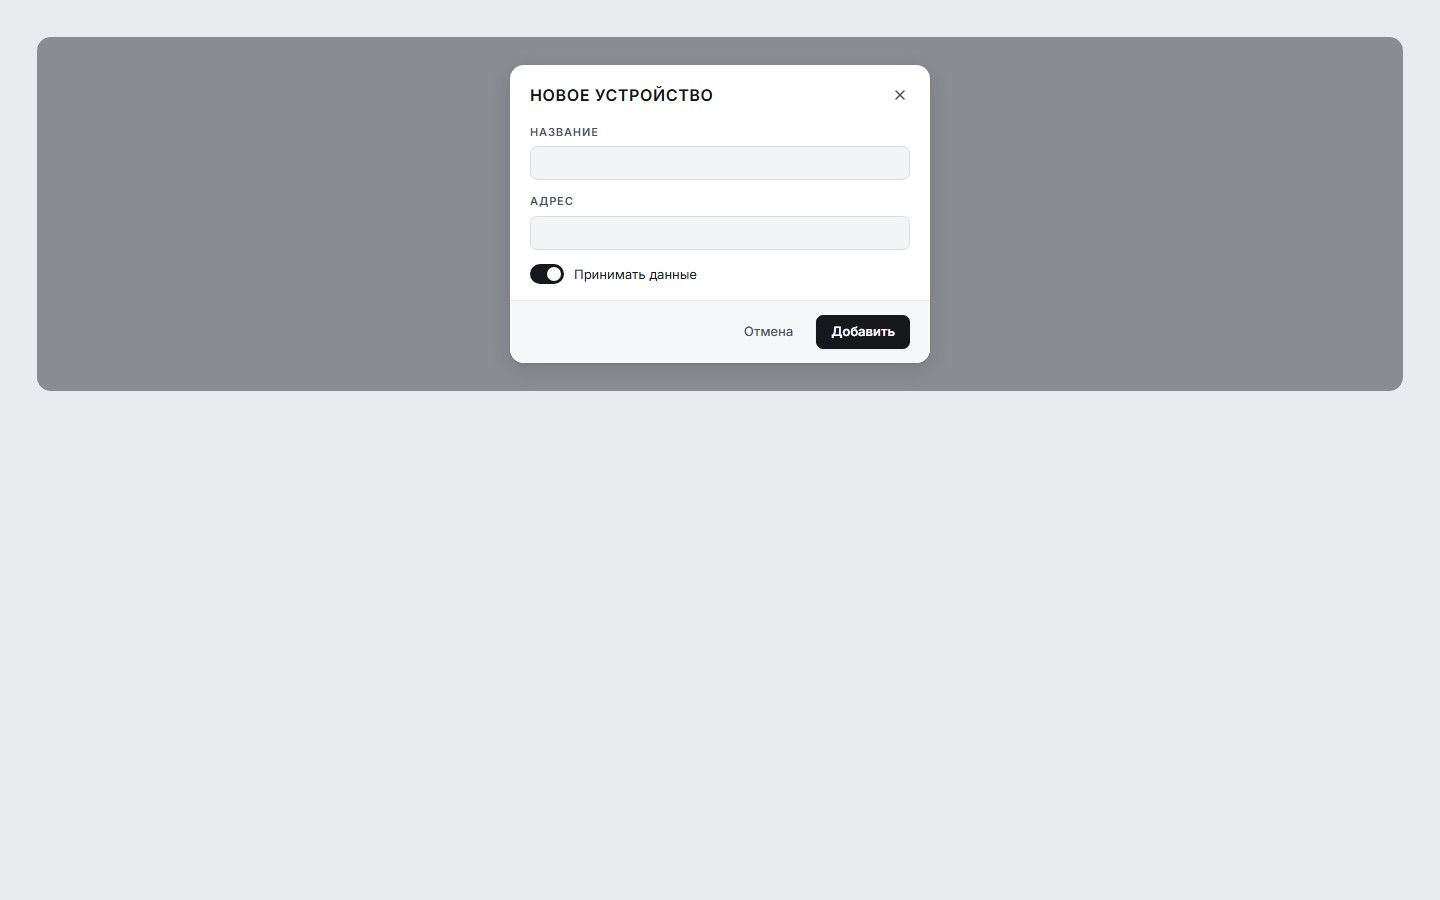 НОВОЕ УСТРОЙСТВО
НАЗВАНИЕ
АДРЕС
Принимать данные
Отмена
Добавить